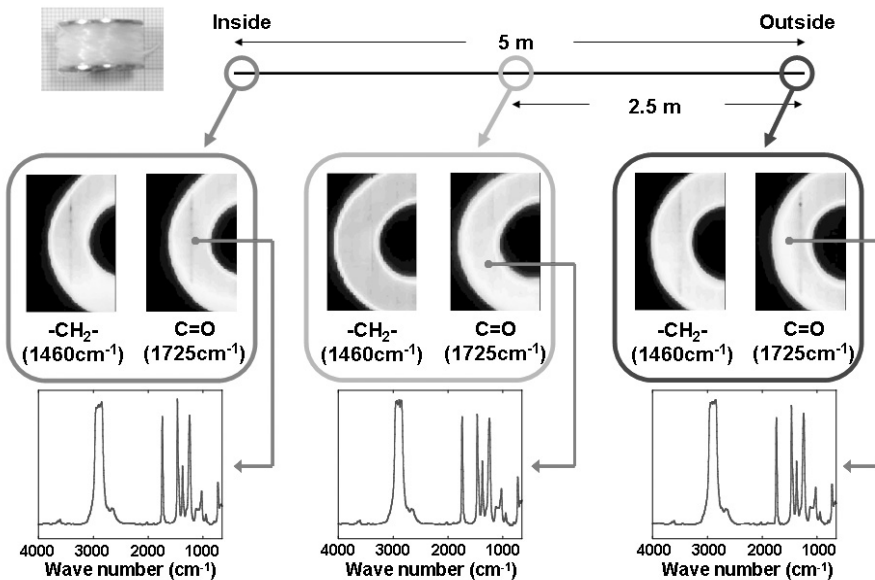 Inside
Outside
5 m
2.5 m
-CH₂-
(1460cm⁻¹)
C=O
(1725cm⁻¹)
-CH₂-
(1460cm⁻¹)
C=O
(1725cm⁻¹)
-CH₂-
(1460cm⁻¹)
C=O
(1725cm⁻¹)
4000 3000 2000 1000
Wave number (cm⁻¹)
4000 3000 2000 1000
Wave number (cm⁻¹)
4000 3000 2000 1000
Wave number (cm⁻¹)